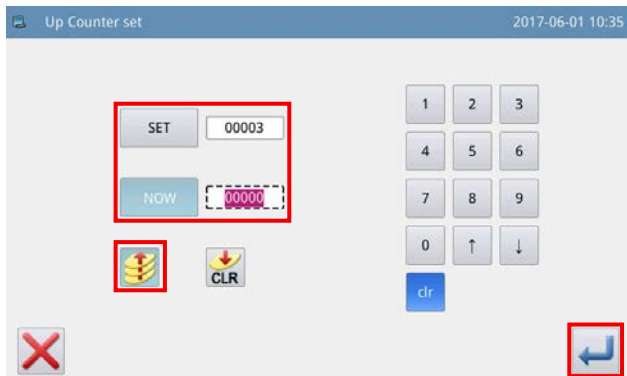 Up Counter set 2017-06-01 10:35
SET 00003
NOW 00000
CLR
1 2 3
4 5 6
7 8 9
0 ↑ ↓
clr